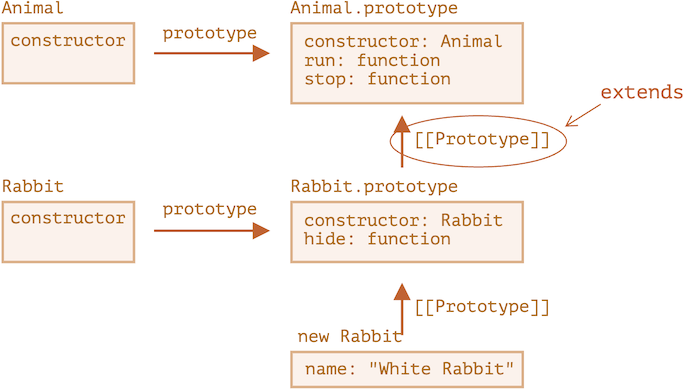 Animal
Animal.prototype
constructor
prototype
constructor: Animal
run: function
stop: function
extends
[[Prototype]]
Rabbit
Rabbit.prototype
constructor
prototype
constructor: Rabbit
hide: function
[[Prototype]]
new Rabbit
name: "White Rabbit"